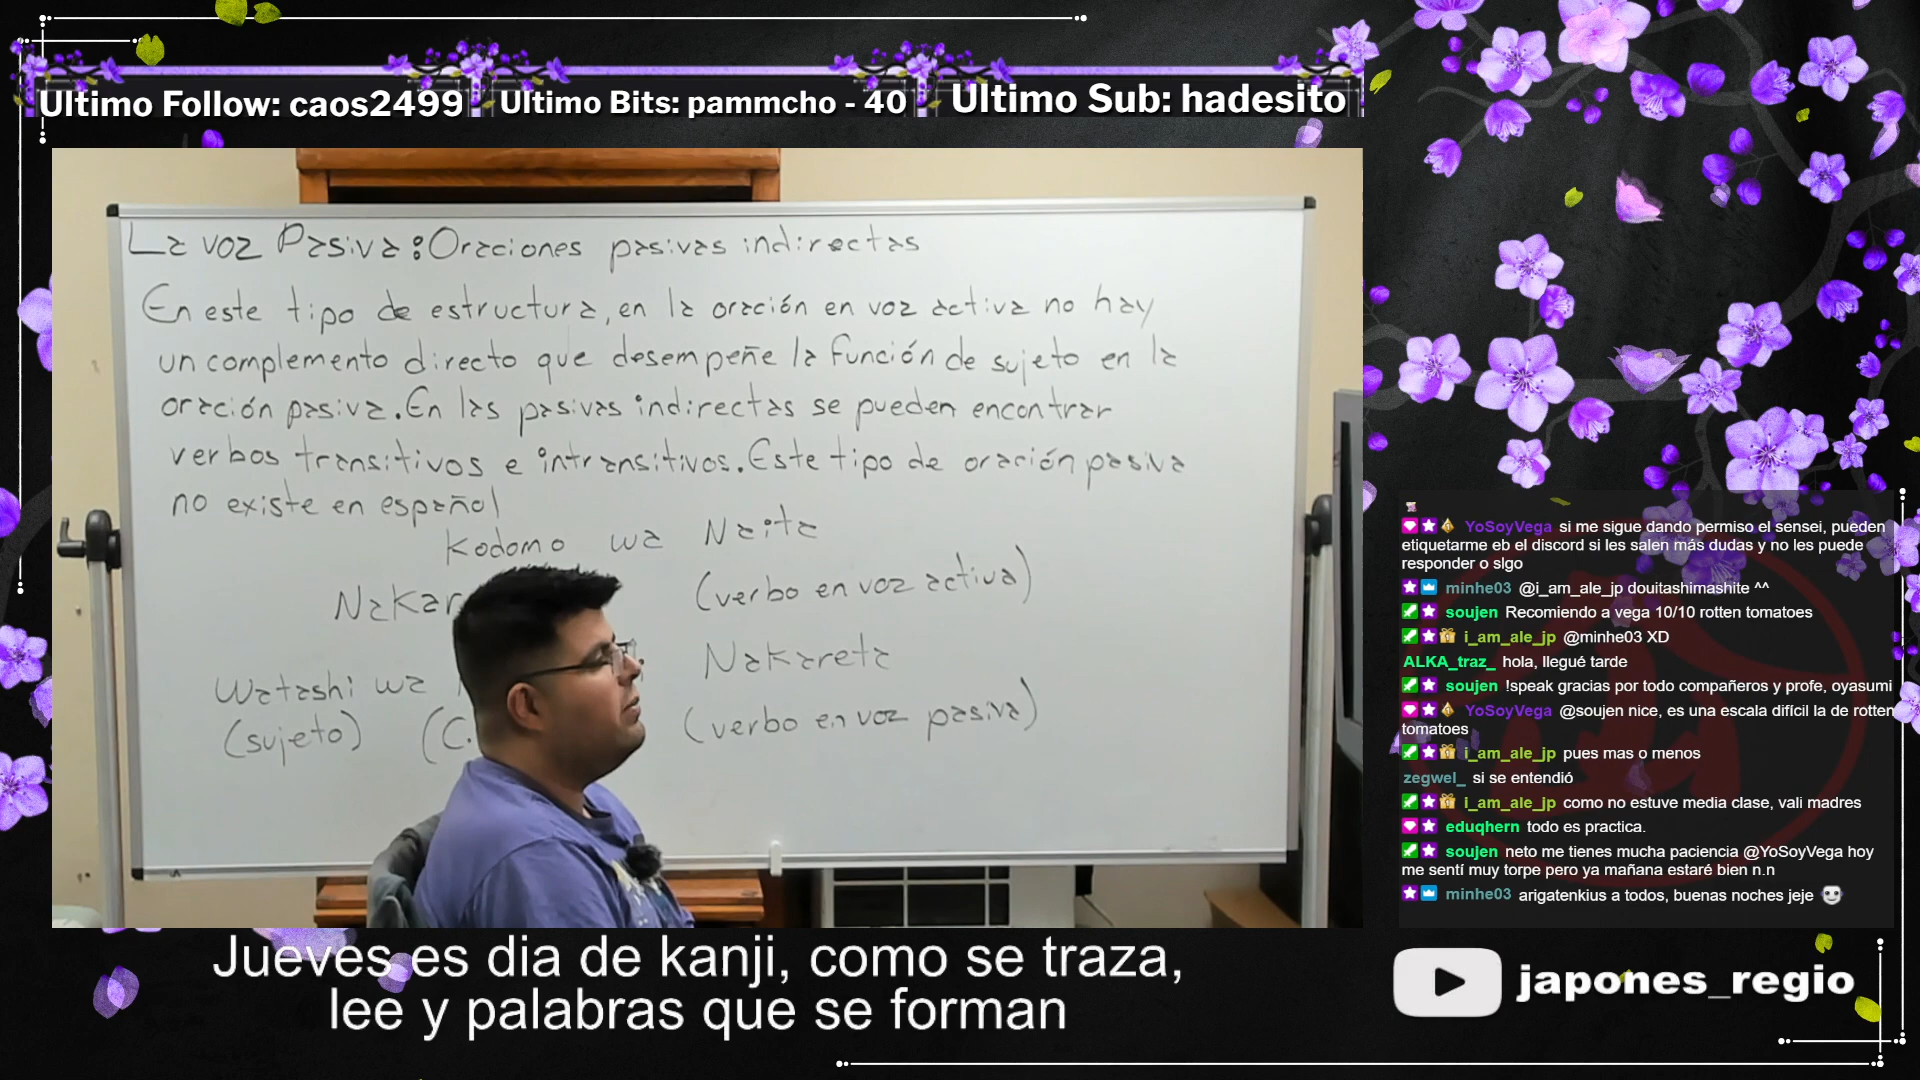 Ultimo Follow: caos2499
Ultimo Bits: pammcho - 40
Ultimo Sub: hadesito
La voz Pasiva: Oraciones pasivas indirectas
En este tipo de estructura, en la oración en voz activa no hay
un complemento directo que desempeñe la función de sujeto en la
oración pasiva. En las pasivas indirectas se pueden encontrar
verbos transitivos e intransitivos. Este tipo de oración pasiva
no existe en español
Kodomo wa Naita
(verbo en voz activa)
Nakar
Nakareta
Watashi wa
(sujeto) (C.
(verbo en voz pasiva)
YoSoyVega si me sigue dando permiso el sensei, pueden
etiquetarme eb el discord si les salen más dudas y no les puede
responder o slgo
minhe03 @i_am_ale_jp douitashimashite ^^
soujen Recomiendo a vega 10/10 rotten tomatoes
i_am_ale_jp @minhe03 XD
ALKA_traz_ hola, llegué tarde
soujen !speak gracias por todo compañeros y profe, oyasumi
YoSoyVega @soujen nice, es una escala difícil la de rotten
tomatoes
i_am_ale_jp pues mas o menos
zegwel_ si se entendió
i_am_ale_jp como no estuve media clase, vali madres
eduqhern todo es practica.
soujen neto me tienes mucha paciencia @YoSoyVega hoy
me sentí muy torpe pero ya mañana estaré bien n.n
minhe03 arigatenkius a todos, buenas noches jeje
Jueves es dia de kanji, como se traza,
lee y palabras que se forman
japones_regio